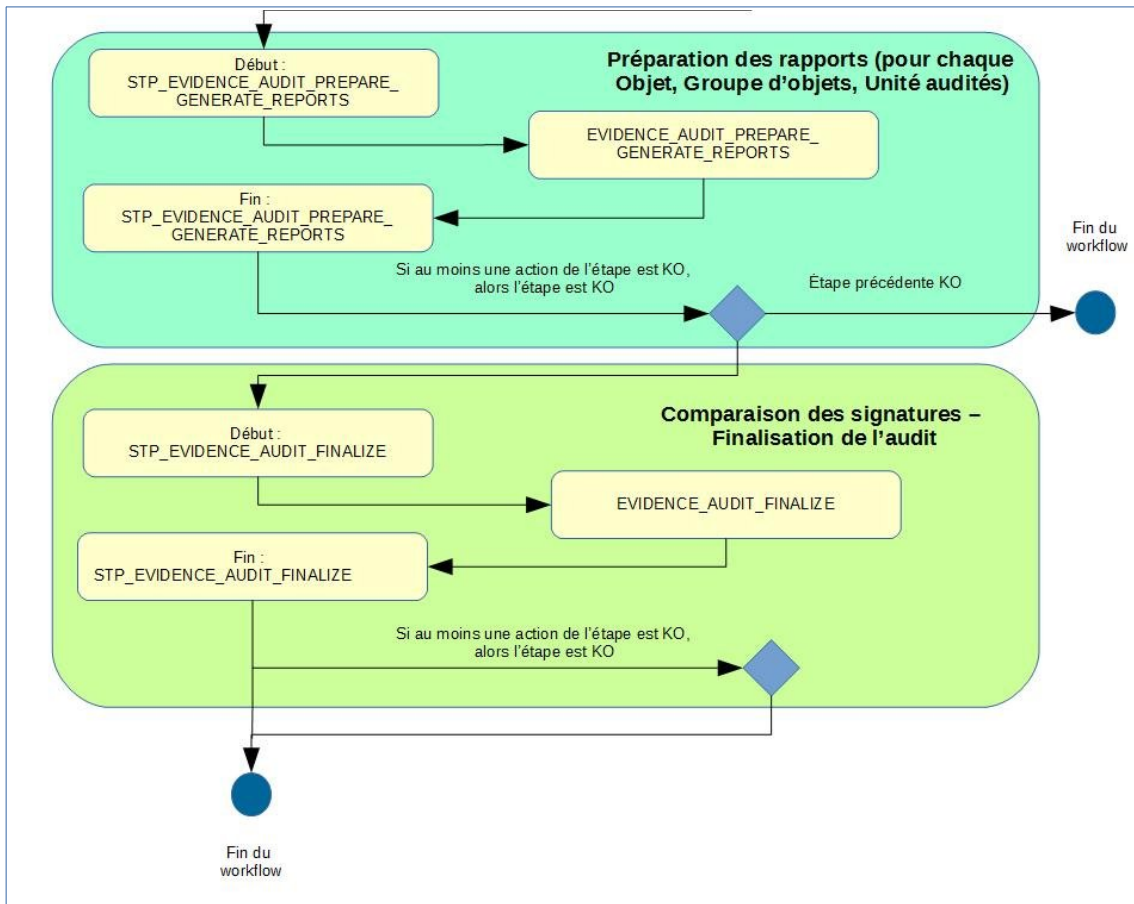 Début :
STP_EVIDENCE_AUDIT_PREPARE_
GENERATE_REPORTS
Préparation des rapports (pour chaque
Objet, Groupe d’objets, Unité audités)
EVIDENCE_AUDIT_PREPARE_
GENERATE_REPORTS
Fin :
STP_EVIDENCE_AUDIT_PREPARE_
GENERATE_REPORTS
Si au moins une action de l’étape est KO,
alors l’étape est KO
Étape précédente KO
Fin du
workflow
Début :
STP_EVIDENCE_AUDIT_FINALIZE
Comparaison des signatures –
Finalisation de l’audit
EVIDENCE_AUDIT_FINALIZE
Fin :
STP_EVIDENCE_AUDIT_FINALIZE
Si au moins une action de l’étape est KO,
alors l’étape est KO
Fin du
workflow